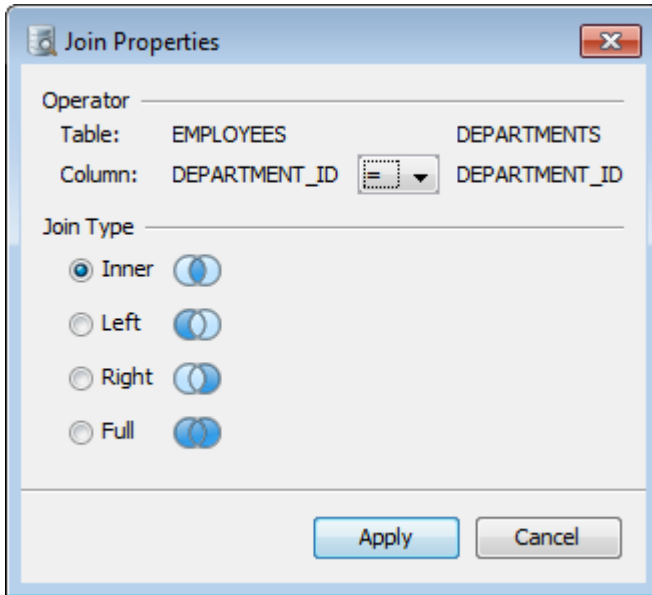 Join Properties
Operator
Table: EMPLOYEES DEPARTMENTS
Column: DEPARTMENT_ID = DEPARTMENT_ID
Join Type
Inner
Left
Right
Full
Apply Cancel